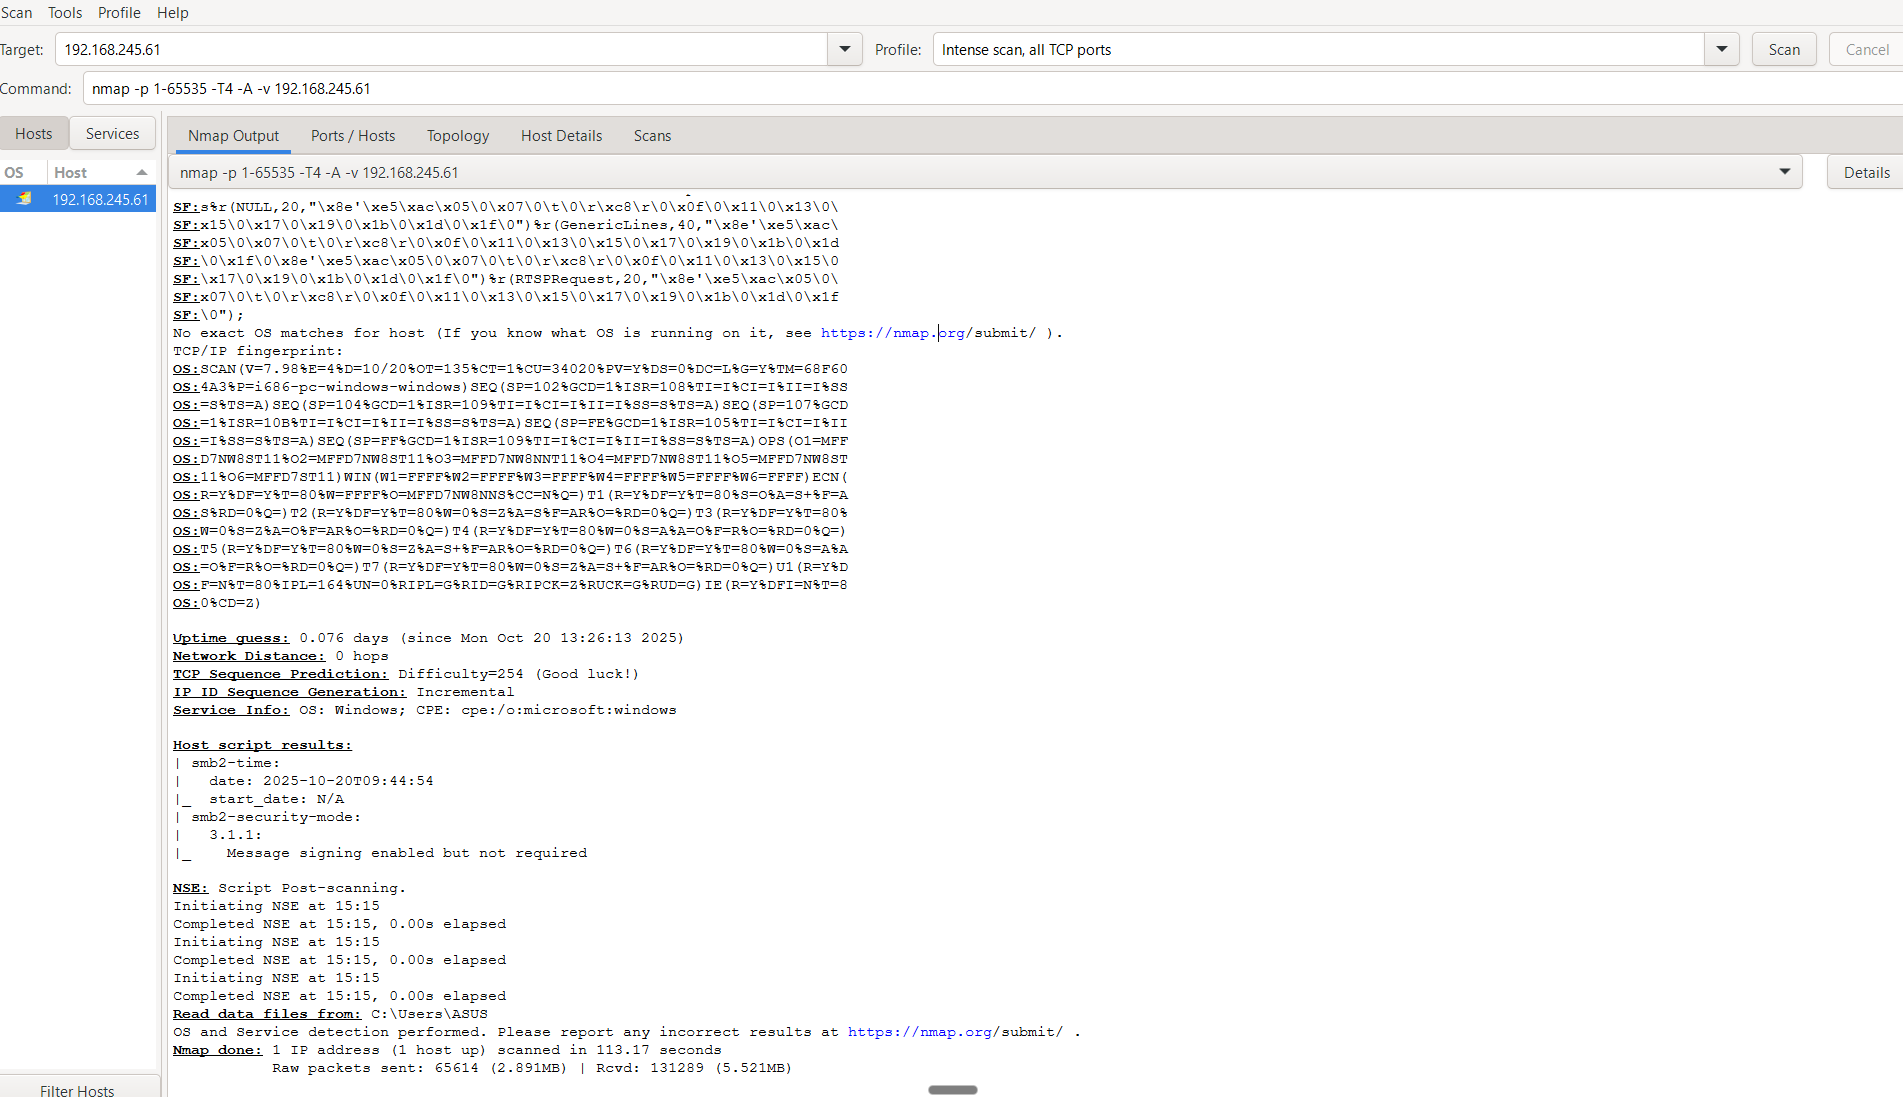 Scan Tools Profile Help
Target: 192.168.245.61 Profile: Intense scan, all TCP ports Scan Cancel
Command: nmap -p 1-65535 -T4 -A -v 192.168.245.61
Hosts Services Nmap Output Ports / Hosts Topology Host Details Scans
OS Host nmap -p 1-65535 -T4 -A -v 192.168.245.61 Details
192.168.245.61
SF:s%r(NULL,20,"\x8e'\xe5\xac\x05\0\x07\0\t\0\r\xc8\r\0\x0f\0\x11\0\x13\0\
SF:x15\0\x17\0\x19\0\x1b\0\x1d\0\x1f\0")%r(GenericLines,40,"\x8e'\xe5\xac\
SF:x05\0\x07\0\t\0\r\xc8\r\0\x0f\0\x11\0\x13\0\x15\0\x17\0\x19\0\x1b\0\x1d
SF:\0\x1f\0\x8e'\xe5\xac\x05\0\x07\0\t\0\r\xc8\r\0\x0f\0\x11\0\x13\0\x15\0
SF:\x17\0\x19\0\x1b\0\x1d\0\x1f\0")%r(RTSPRequest,20,"\x8e'\xe5\xac\x05\0\
SF:x07\0\t\0\r\xc8\r\0\x0f\0\x11\0\x13\0\x15\0\x17\0\x19\0\x1b\0\x1d\0\x1f
SF:\0");
No exact OS matches for host (If you know what OS is running on it, see https://nmap.org/submit/ ).
TCP/IP fingerprint:
OS:SCAN(V=7.98%E=4%D=10/20%OT=135%CT=1%CU=34020%PV=Y%DS=0%DC=L%G=Y%TM=68F60
OS:4A3%P=i686-pc-windows-windows)SEQ(SP=102%GCD=1%ISR=108%TI=I%CI=I%II=I%SS
OS:=S%TS=A)SEQ(SP=104%GCD=1%ISR=109%TI=I%CI=I%II=I%SS=S%TS=A)SEQ(SP=107%GCD
OS:=1%ISR=10B%TI=I%CI=I%II=I%SS=S%TS=A)SEQ(SP=FE%GCD=1%ISR=105%TI=I%CI=I%II
OS:=I%SS=S%TS=A)SEQ(SP=FF%GCD=1%ISR=109%TI=I%CI=I%II=I%SS=S%TS=A)OPS(O1=MFF
OS:D7NW8ST11%O2=MFFD7NW8ST11%O3=MFFD7NW8NNT11%O4=MFFD7NW8ST11%O5=MFFD7NW8ST
OS:11%O6=MFFD7ST11)WIN(W1=FFFF%W2=FFFF%W3=FFFF%W4=FFFF%W5=FFFF%W6=FFFF)ECN(
OS:R=Y%DF=Y%T=80%W=FFFF%O=MFFD7NW8NNS%CC=N%Q=)T1(R=Y%DF=Y%T=80%S=O%A=S+%F=A
OS:S%RD=0%Q=)T2(R=Y%DF=Y%T=80%W=0%S=Z%A=S%F=AR%O=%RD=0%Q=)T3(R=Y%DF=Y%T=80%
OS:W=0%S=Z%A=O%F=AR%O=%RD=0%Q=)T4(R=Y%DF=Y%T=80%W=0%S=A%A=O%F=R%O=%RD=0%Q=)
OS:T5(R=Y%DF=Y%T=80%W=0%S=Z%A=S+%F=AR%O=%RD=0%Q=)T6(R=Y%DF=Y%T=80%W=0%S=A%A
OS:=O%F=R%O=%RD=0%Q=)T7(R=Y%DF=Y%T=80%W=0%S=Z%A=S+%F=AR%O=%RD=0%Q=)U1(R=Y%D
OS:F=N%T=80%IPL=164%UN=0%RIPL=G%RID=G%RIPCK=Z%RUCK=G%RUD=G)IE(R=Y%DFI=N%T=8
OS:0%CD=Z)
Uptime guess: 0.076 days (since Mon Oct 20 13:26:13 2025)
Network Distance: 0 hops
TCP Sequence Prediction: Difficulty=254 (Good luck!)
IP ID Sequence Generation: Incremental
Service Info: OS: Windows; CPE: cpe:/o:microsoft:windows
Host script results:
| smb2-time:
|   date: 2025-10-20T09:44:54
|_  start_date: N/A
| smb2-security-mode:
|   3.1.1:
|_    Message signing enabled but not required
NSE: Script Post-scanning.
Initiating NSE at 15:15
Completed NSE at 15:15, 0.00s elapsed
Initiating NSE at 15:15
Completed NSE at 15:15, 0.00s elapsed
Initiating NSE at 15:15
Completed NSE at 15:15, 0.00s elapsed
Read data files from: C:\Users\ASUS
OS and Service detection performed. Please report any incorrect results at https://nmap.org/submit/ .
Nmap done: 1 IP address (1 host up) scanned in 113.17 seconds
Raw packets sent: 65614 (2.891MB) | Rcvd: 131289 (5.521MB)
Filter Hosts